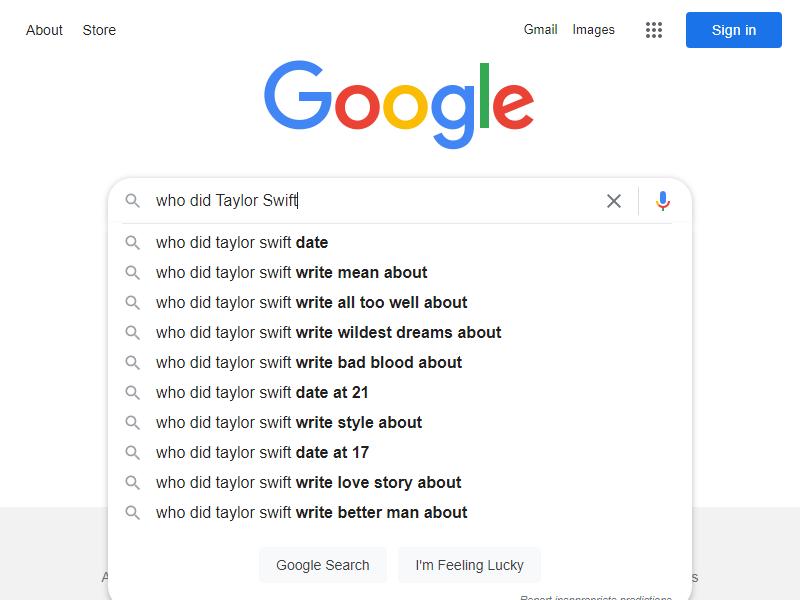 About Store Gmail Images Sign in
Google
who did Taylor Swift
who did taylor swift date
who did taylor swift write mean about
who did taylor swift write all too well about
who did taylor swift write wildest dreams about
who did taylor swift write bad blood about
who did taylor swift date at 21
who did taylor swift write style about
who did taylor swift date at 17
who did taylor swift write love story about
who did taylor swift write better man about
Google Search I'm Feeling Lucky
Report inappropriate predictions